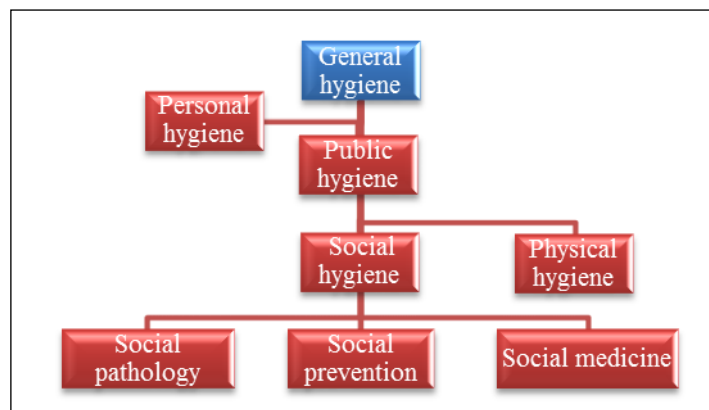 General
hygiene
Personal
hygiene
Public
hygiene
Social
hygiene
Physical
hygiene
Social
pathology
Social
prevention
Social medicine